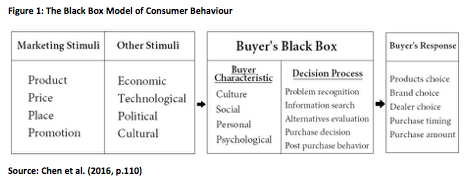 Figure 1: The Black Box Model of Consumer Behaviour
Marketing Stimuli
Product
Price
Place
Promotion
Other Stimuli
Economic
Technological
Political
Cultural
Buyer's Black Box
Buyer
Characteristic
Culture
Social
Personal
Psychological
Decision Process
Problem recognition
Information search
Alternatives evaluation
Purchase decision
Post purchase behavior
Buyer's Response
Products choice
Brand choice
Dealer choice
Purchase timing
Purchase amount
Source: Chen et al. (2016, p.110)